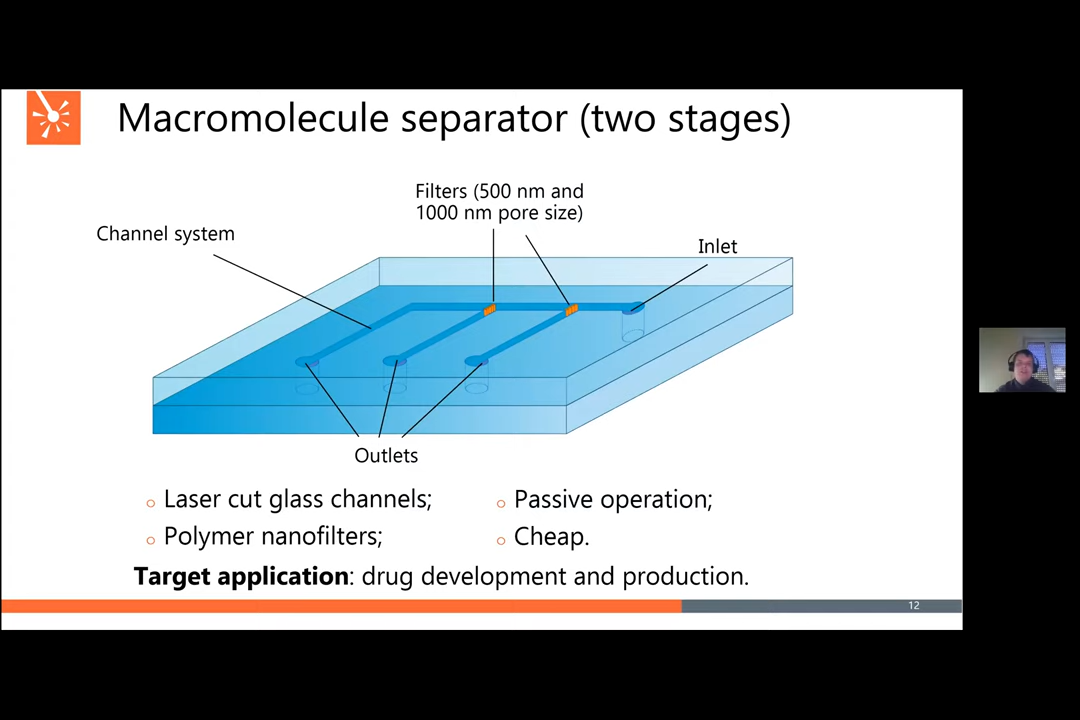 Macromolecule separator (two stages)
Filters (500 nm and
1000 nm pore size)
Channel system
Inlet
Outlets
Laser cut glass channels;
Polymer nanofilters;
Passive operation;
Cheap.
Target application: drug development and production.
12